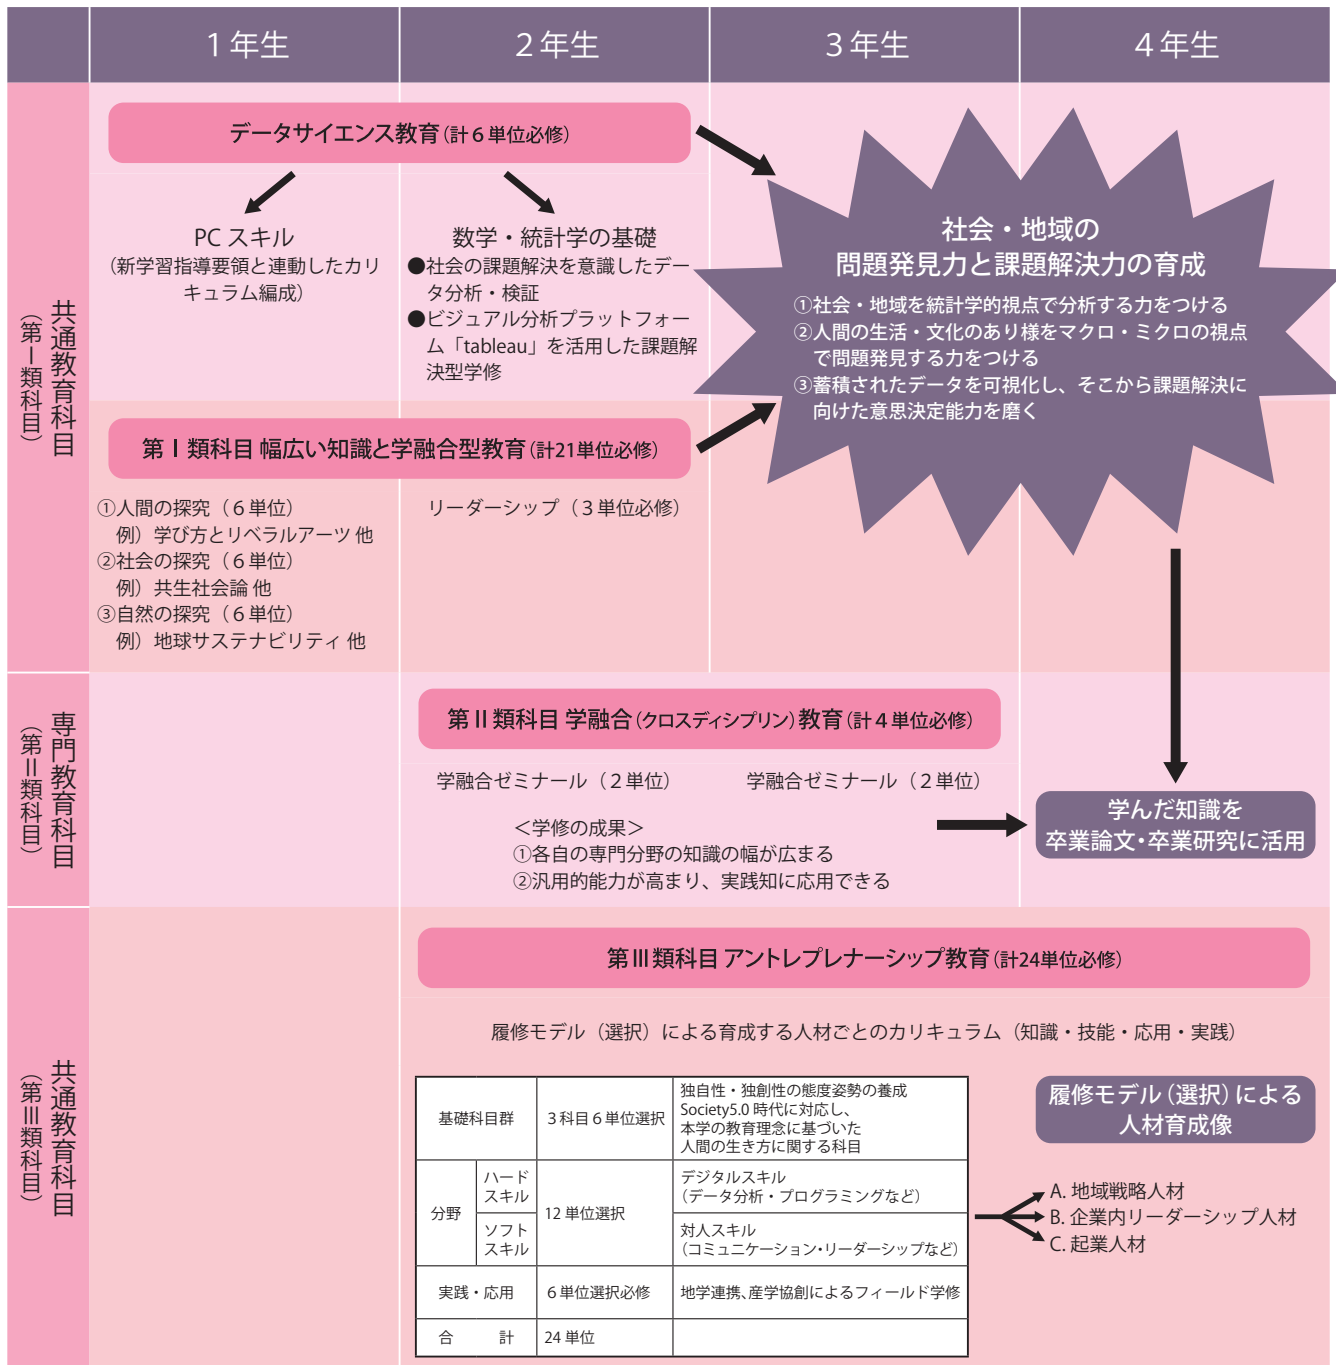 1年生
2年生
3年生
4年生
共通教育科目
（第Ⅰ類科目）
データサイエンス教育（計6単位必修）
PC スキル
（新学習指導要領と連動したカリ
キュラム編成）
数学・統計学の基礎
●社会の課題解決を意識したデー
タ分析・検証
●ビジュアル分析プラットフォー
ム「tableau」を活用した課題解
決型学修
社会・地域の
問題発見力と課題解決力の育成
①社会・地域を統計学的視点で分析する力をつける
②人間の生活・文化のあり様をマクロ・ミクロの視点
で問題発見する力をつける
③蓄積されたデータを可視化し、そこから課題解決に
向けた意思決定能力を磨く
第Ⅰ類科目 幅広い知識と学融合型教育（計21単位必修）
①人間の探究（6単位）
例）学び方とリベラルアーツ 他
②社会の探究（6単位）
例）共生社会論 他
③自然の探究（6単位）
例）地球サステナビリティ 他
リーダーシップ（3単位必修）
専門教育科目
（第Ⅱ類科目）
第Ⅱ類科目 学融合（クロスディシプリン）教育（計4単位必修）
学融合ゼミナール（2単位）
学融合ゼミナール（2単位）
＜学修の成果＞
①各自の専門分野の知識の幅が広まる
②汎用的能力が高まり、実践知に応用できる
学んだ知識を
卒業論文・卒業研究に活用
共通教育科目
（第Ⅲ類科目）
第Ⅲ類科目 アントレプレナーシップ教育（計24単位必修）
履修モデル（選択）による育成する人材ごとのカリキュラム（知識・技能・応用・実践）
基礎科目群
3科目6単位選択
独自性・独創性の態度姿勢の養成
Society5.0 時代に対応し、
本学の教育理念に基づいた
人間の生き方に関する科目
分野
ハード
スキル
12 単位選択
デジタルスキル
（データ分析・プログラミングなど）
ソフト
スキル
対人スキル
（コミュニケーション・リーダーシップなど）
実践・応用
6単位選択必修
地学連携、産学協創によるフィールド学修
合　計
24 単位
履修モデル（選択）による
人材育成像
A. 地域戦略人材
B. 企業内リーダーシップ人材
C. 起業人材